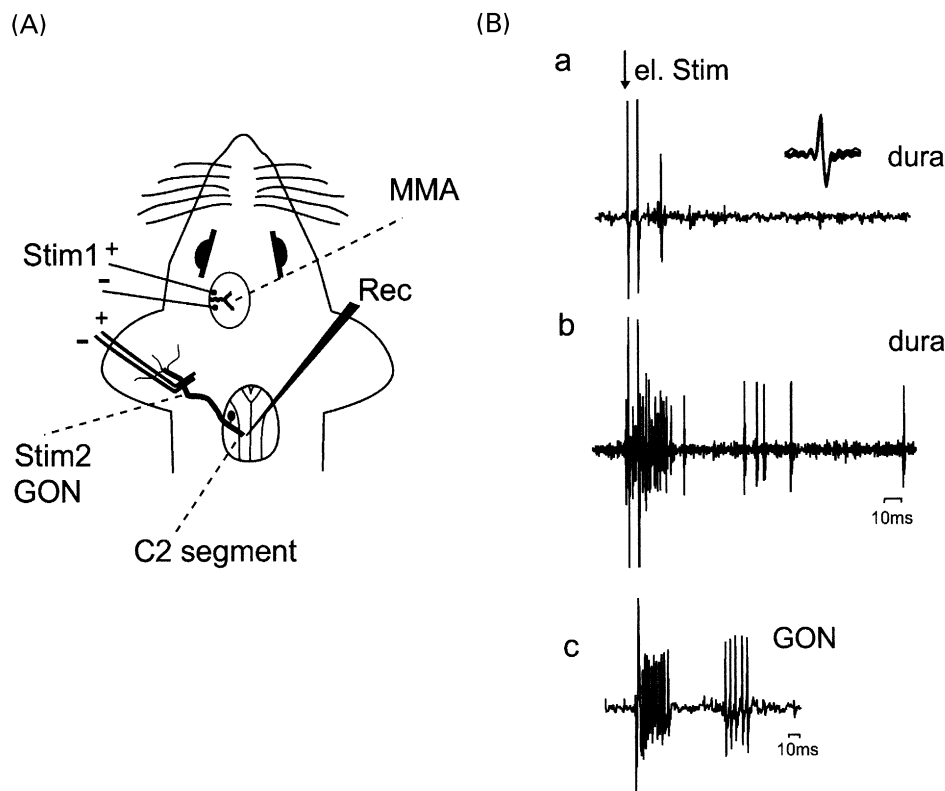 (A)
MMA
Stim1 +
-
Rec
+
-
Stim2
GON
C2 segment
(B)
a
el. Stim
dura
b
dura
10ms
c
GON
10ms